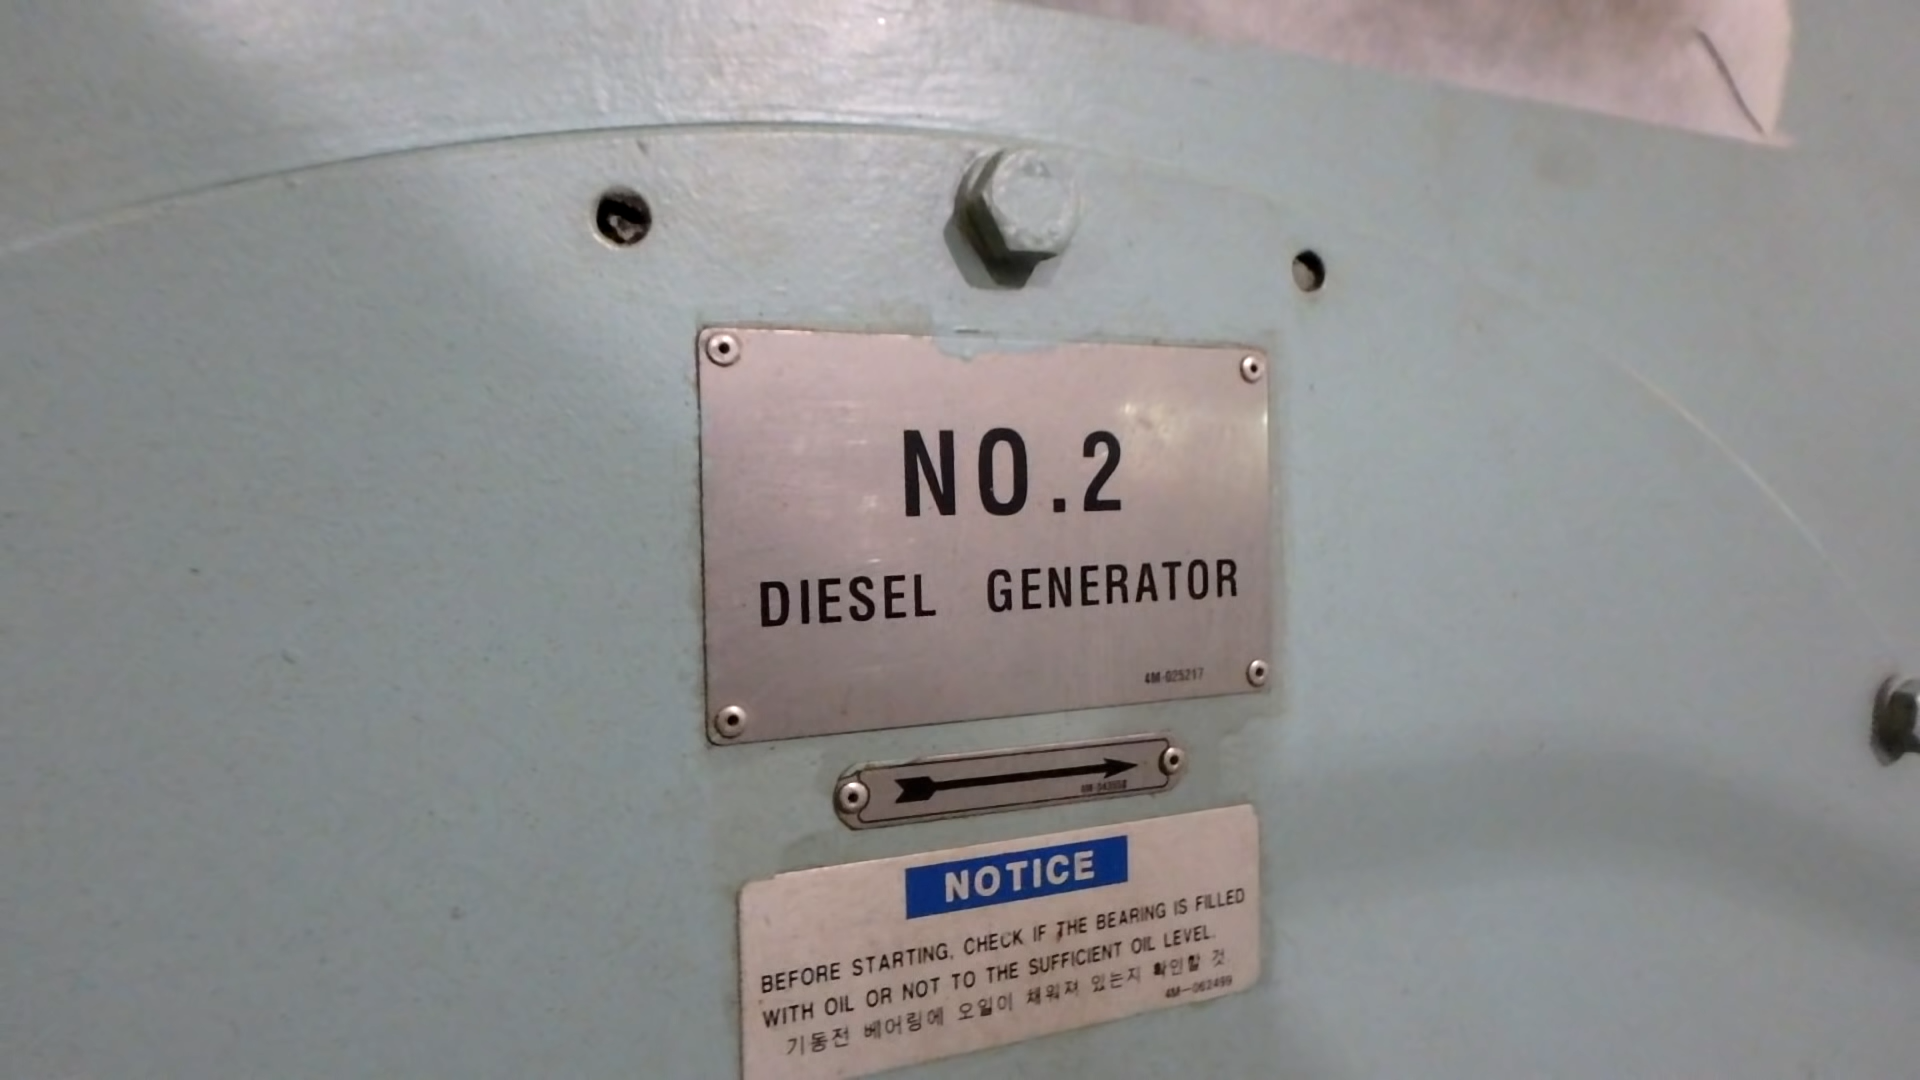 NO.2
DIESEL GENERATOR
4M-025217
NOTICE
BEFORE STARTING, CHECK IF THE BEARING IS FILLED
WITH OIL OR NOT TO THE SUFFICIENT OIL LEVEL.
기동전 베어링에 오일이 채워져 있는지 확인할 것.
4M-062499